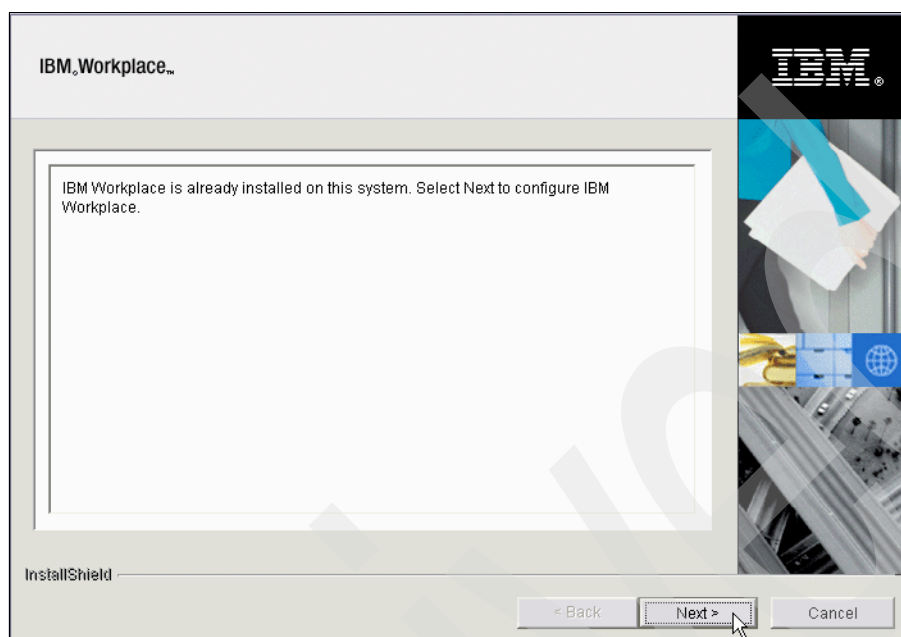 IBM Workplace™
IBM®
IBM Workplace is already installed on this system. Select Next to configure IBM
Workplace.
InstallShield
< Back
Next >
Cancel